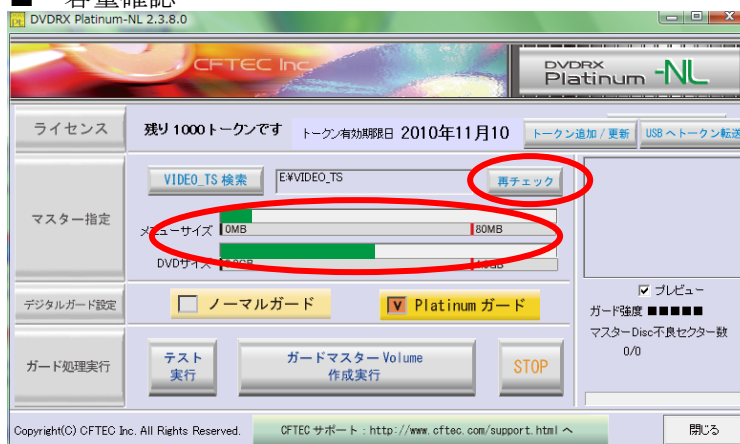 ■ 容量確認
DVDRX Platinum-NL 2.3.8.0
CFTEC Inc.
DVDRX
Platinum -NL
ライセンス
残り 1000 トークンです
トークン有効期限日 2010年11月10
トークン追加 / 更新
USB へトークン転送
マスター指定
VIDEO_TS 検索
E:¥VIDEO_TS
再チェック
メニューサイズ
0MB
80MB
DVDサイズ
プレビュー
デジタルガード設定
ノーマルガード
V Platinum ガード
ガード強度 ■■■■■
マスターDisc不良セクター数
0/0
ガード処理実行
テスト
実行
ガードマスター Volume
作成実行
STOP
Copyright(C) CFTEC Inc. All Rights Reserved.
CFTEC サポート : http://www.cftec.com/support.html へ
閉じる